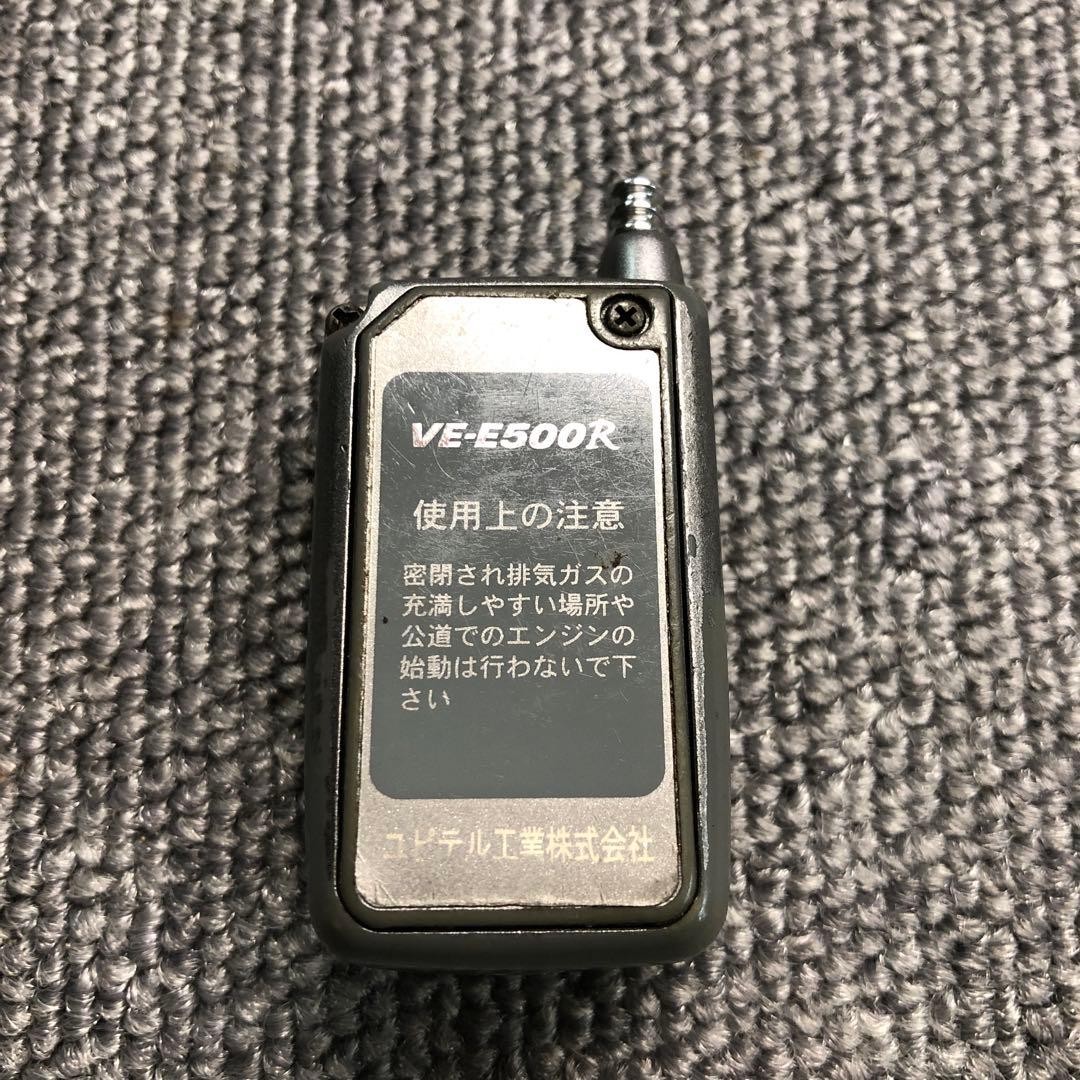 VE-E500R
使用上の注意
密閉され排気ガスの
充満しやすい場所や
公道でのエンジンの
始動は行わないで下
さい
ユピテル工業株式会社